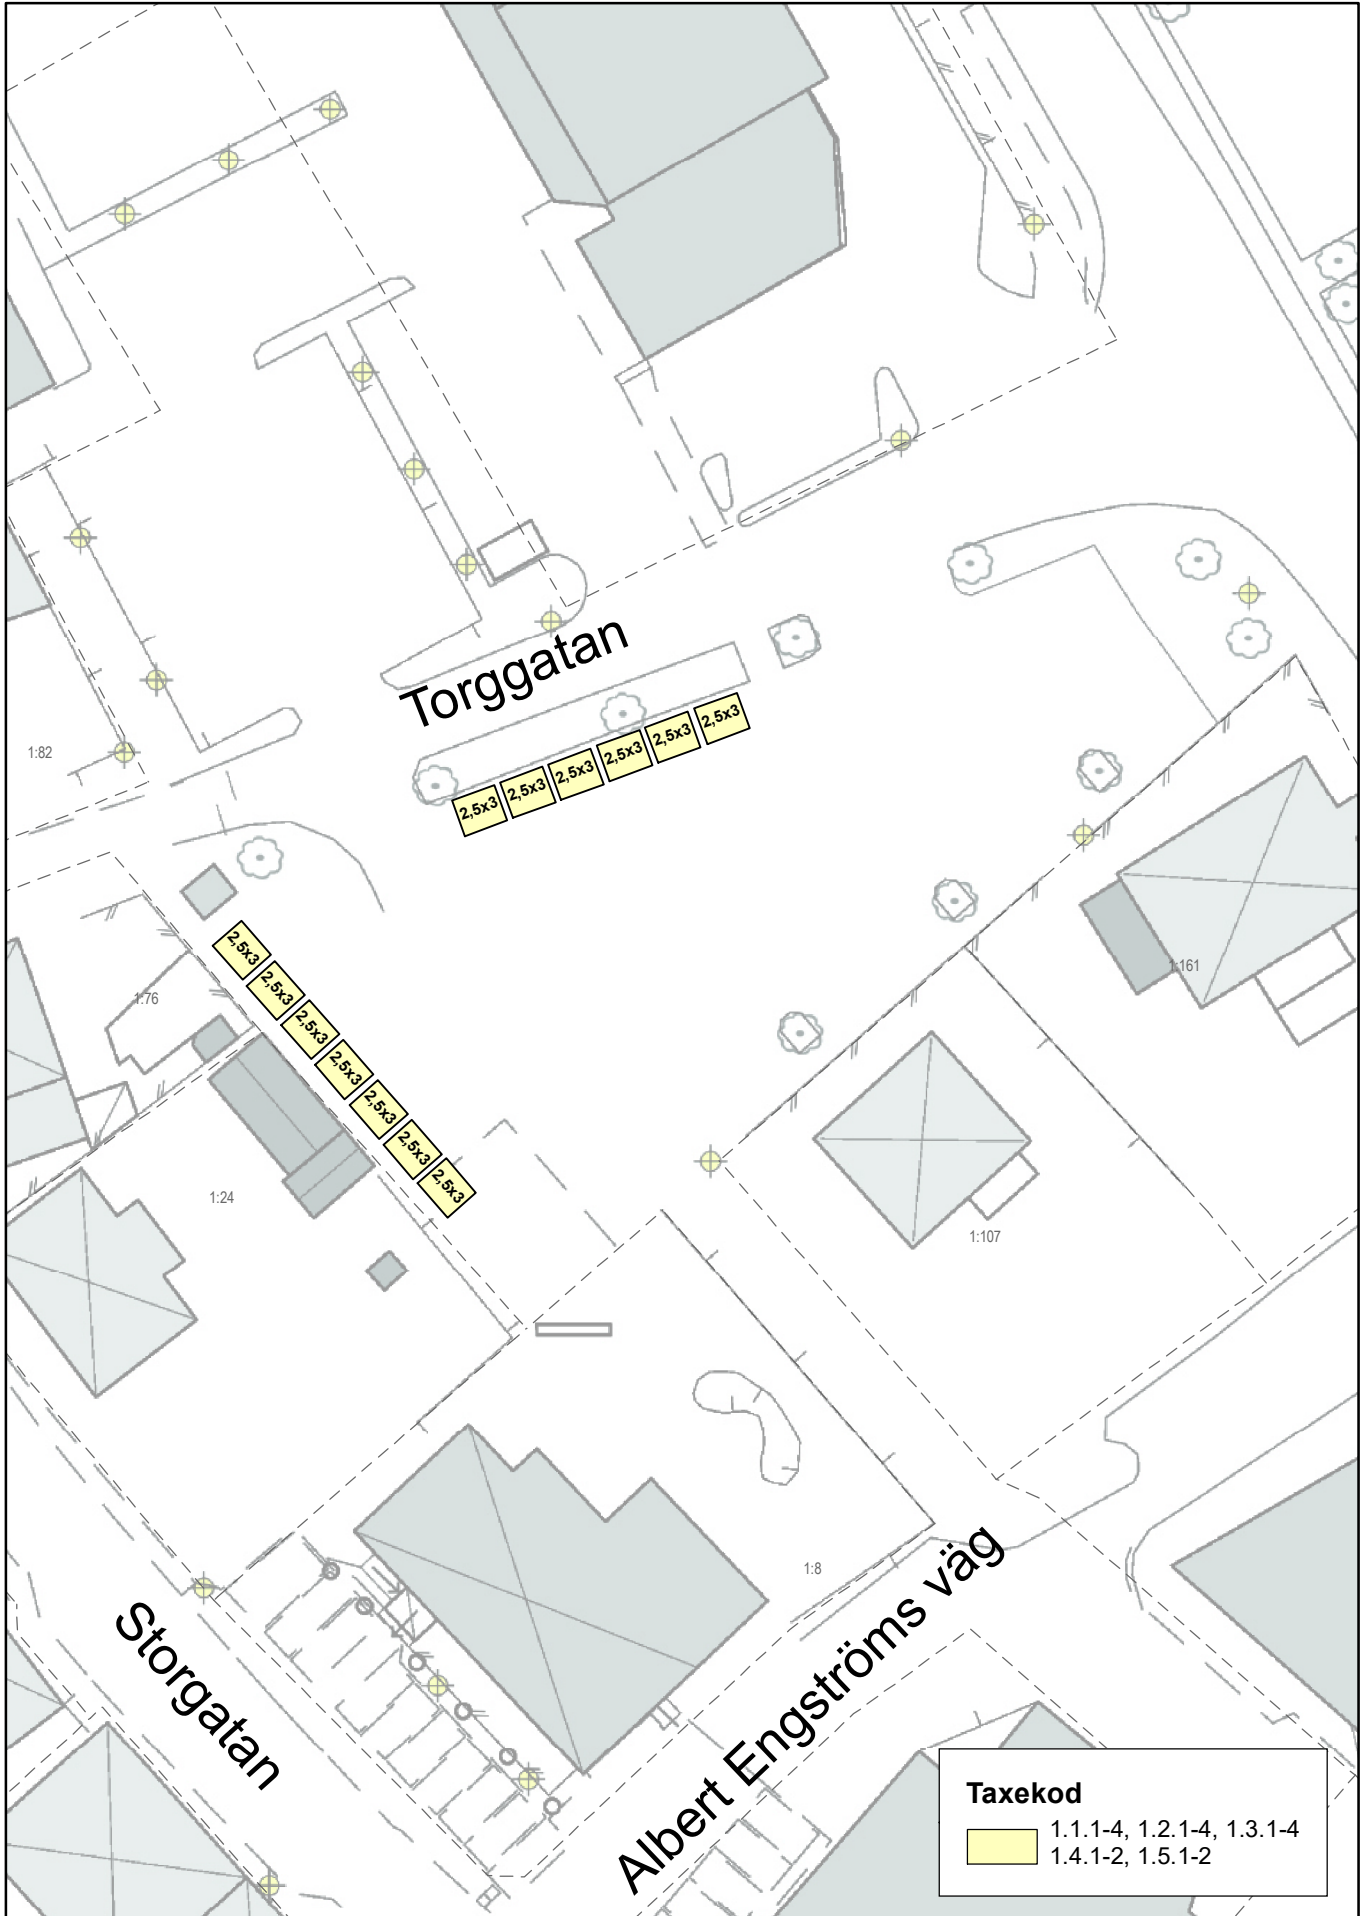 Torggatan
2,5x3
2,5x3
2,5x3
2,5x3
2,5x3
2,5x3
1:82
2,5x3
2,5x3
2,5x3
2,5x3
2,5x3
2,5x3
2,5x3
1:76
1:161
1:24
1:107
1:8
Storgatan
Albert Engströms väg
Taxekod
1.1.1-4, 1.2.1-4, 1.3.1-4
1.4.1-2, 1.5.1-2